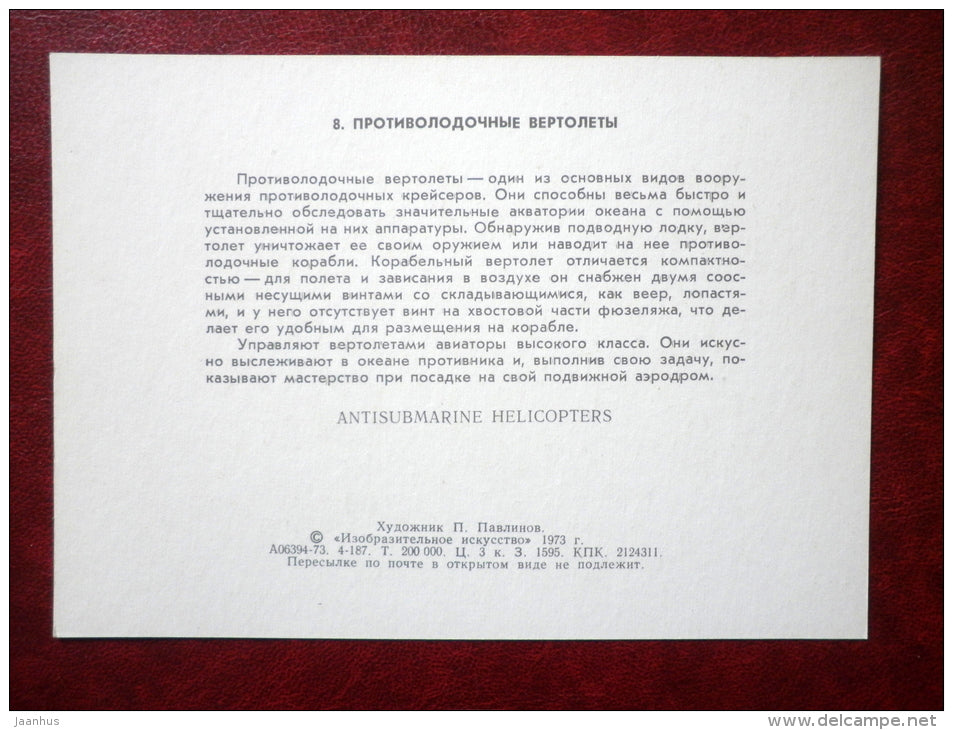 8. ПРОТИВОЛОДОЧНЫЕ ВЕРТОЛЕТЫ
Противолодочные вертолеты — один из основных видов воору-
жения противолодочных крейсеров. Они способны весьма быстро и
тщательно обследовать значительные акватории океана с помощью
установленной на них аппаратуры. Обнаружив подводную лодку, вер-
толет уничтожает ее своим оружием или наводит на нее противо-
лодочные корабли. Корабельный вертолет отличается компактно-
стью — для полета и зависания в воздухе он снабжен двумя соос-
ными несущими винтами со складывающимися, как веер, лопастя-
ми, и у него отсутствует винт на хвостовой части фюзеляжа, что де-
лает его удобным для размещения на корабле.
Управляют вертолетами авиаторы высокого класса. Они искус-
но выслеживают в океане противника и, выполнив свою задачу, по-
казывают мастерство при посадке на свой подвижной аэродром.
ANTISUBMARINE HELICOPTERS
Художник П. Павлинов.
© «Изобразительное искусство» 1973 г.
А06394-73. 4-187. Т. 200 000. Ц. 3 к. З. 1595. КПК. 2124311.
Пересылке по почте в открытом виде не подлежит.
jaanhus
www.delcampe.net